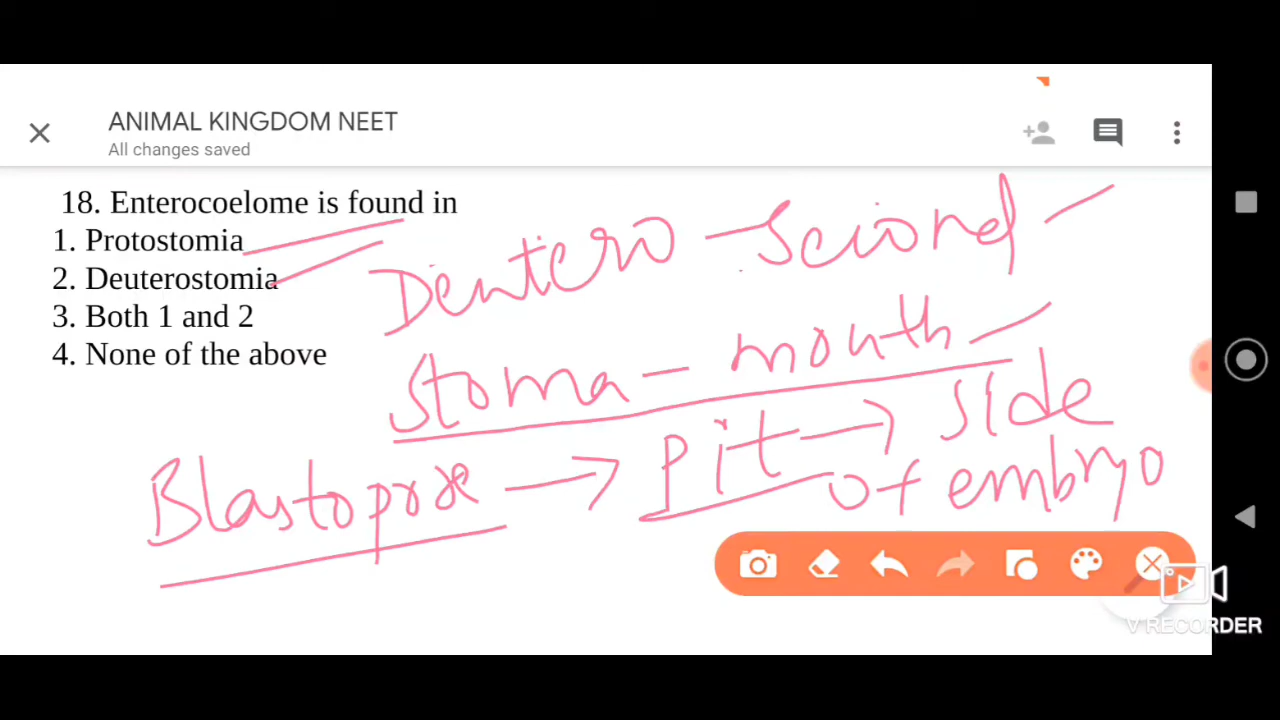 ANIMAL KINGDOM NEET
All changes saved
18. Enterocoelome is found in
1. Protostomia
2. Deuterostomia
3. Both 1 and 2
4. None of the above
Deutero - Second -
Stoma - mouth -
Blastopore → Pit → side
of embryo
V RECORDER